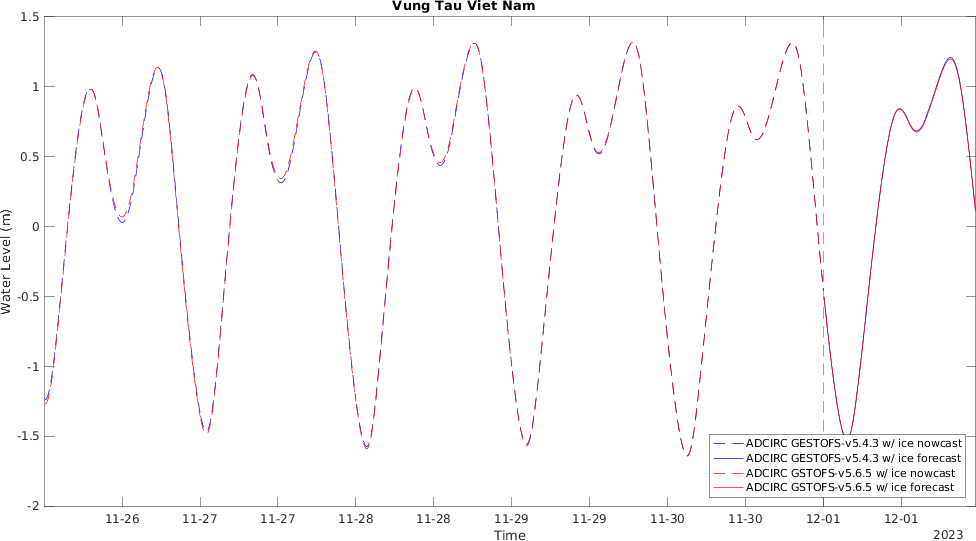 Vung Tau Viet Nam
1.5
1
0.5
0
-0.5
-1
-1.5
-2
Water Level (m)
ADCIRC GESTOFS-v5.4.3 w/ ice nowcast
ADCIRC GESTOFS-v5.4.3 w/ ice forecast
ADCIRC GSTOFS-v5.6.5 w/ ice nowcast
ADCIRC GSTOFS-v5.6.5 w/ ice forecast
11-26 11-27 11-27 11-28 11-28 11-29 11-29 11-30 11-30 12-01 12-01
Time
2023